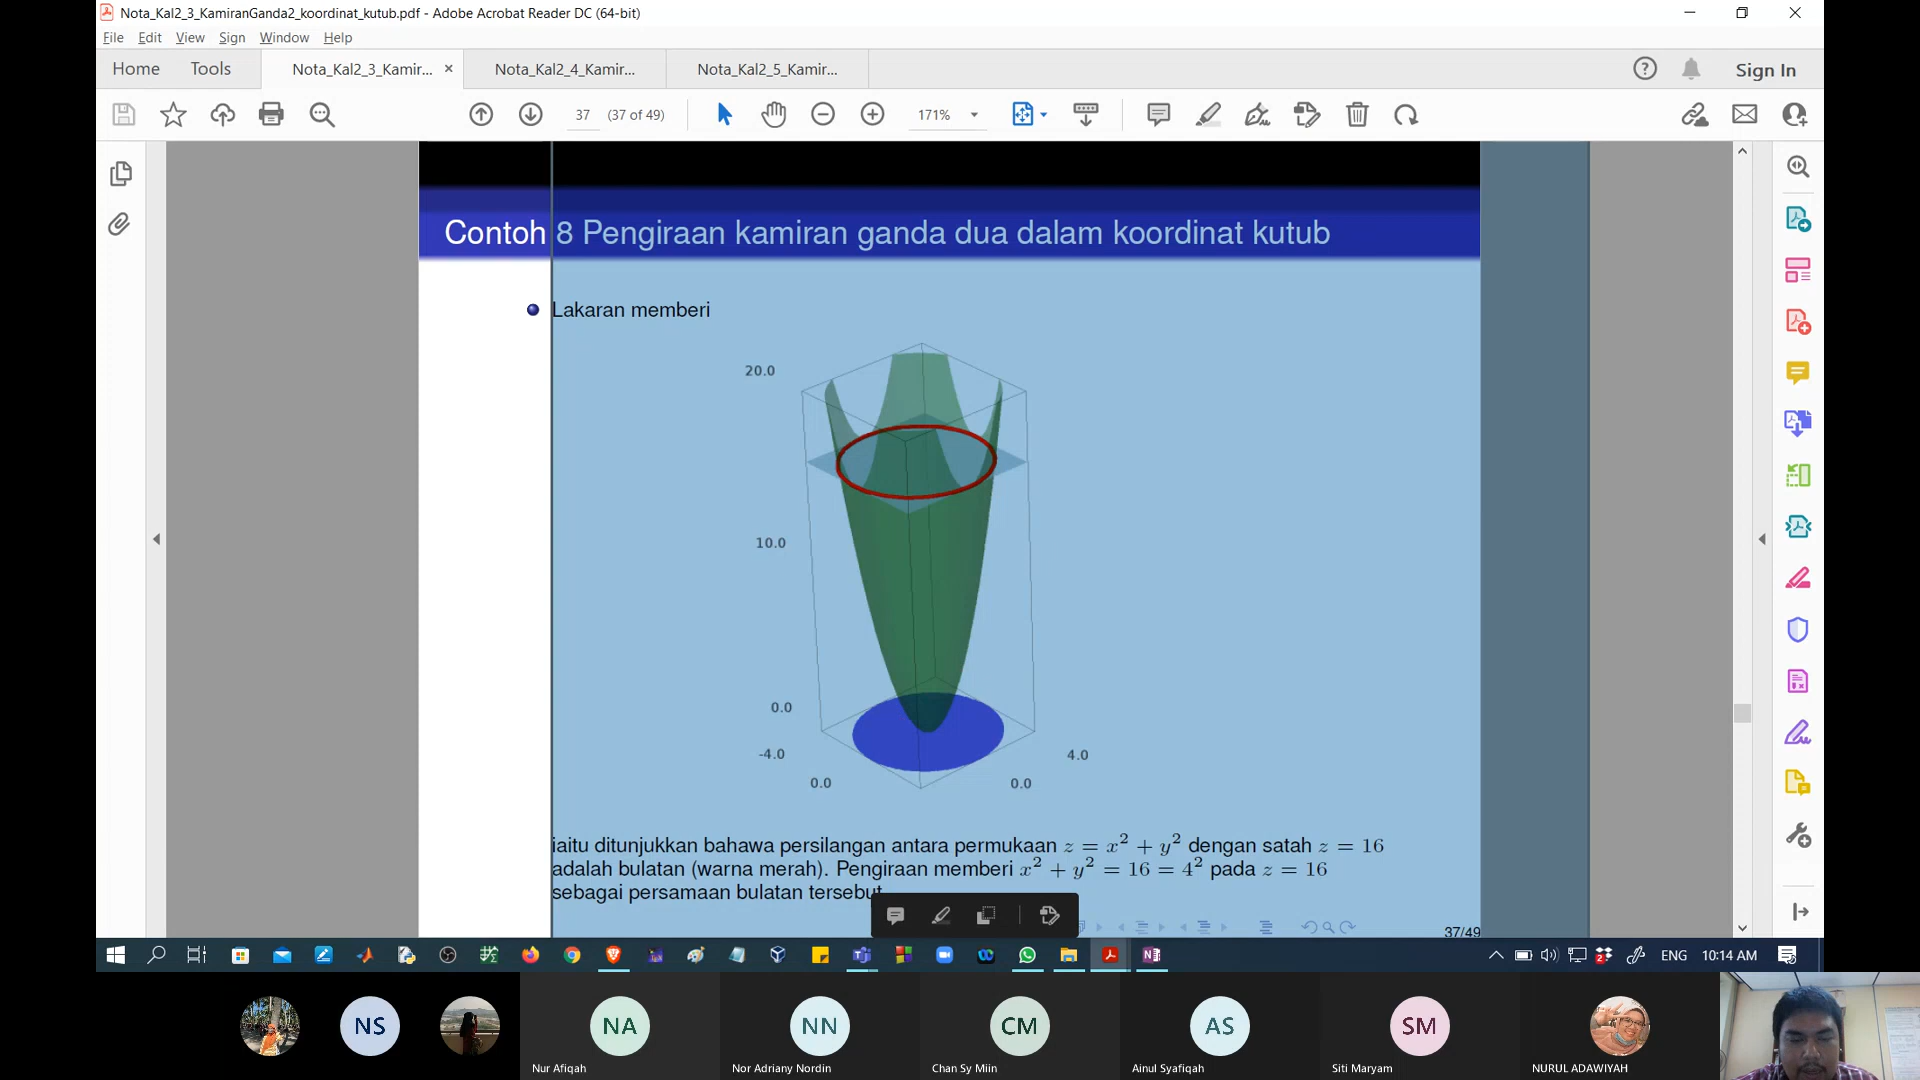 Nota_Kal2_3_KamiranGanda2_koordinat_kutub.pdf - Adobe Acrobat Reader DC (64-bit)
File Edit View Sign Window Help
Home Tools Nota_Kal2_3_Kamir... × Nota_Kal2_4_Kamir... Nota_Kal2_5_Kamir... Sign In
37 (37 of 49) 171%
Contoh 8 Pengiraan kamiran ganda dua dalam koordinat kutub
Lakaran memberi
20.0
10.0
0.0
-4.0
4.0
0.0
0.0
iaitu ditunjukkan bahawa persilangan antara permukaan z = x² + y² dengan satah z = 16
adalah bulatan (warna merah). Pengiraan memberi x² + y² = 16 = 4² pada z = 16
sebagai persamaan bulatan tersebut
37/49
2 ENG 10:14 AM
NS NA NN CM AS SM
Nur Afiqah Nor Adriany Nordin Chan Sy Miin Ainul Syafiqah Siti Maryam NURUL ADAWIYAH